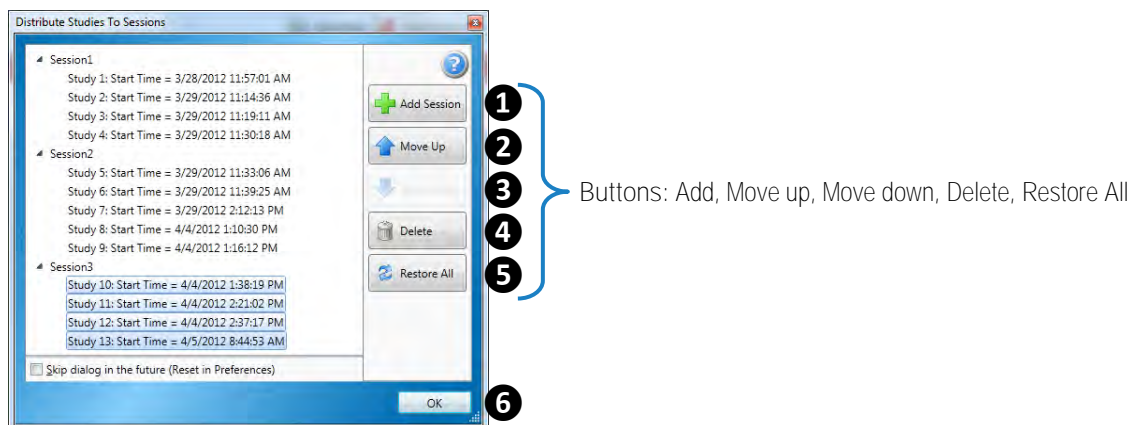 Distribute Studies To Sessions
Session1
Study 1: Start Time = 3/28/2012 11:57:01 AM
Study 2: Start Time = 3/29/2012 11:14:36 AM
Study 3: Start Time = 3/29/2012 11:19:11 AM
Study 4: Start Time = 3/29/2012 11:30:18 AM
Session2
Study 5: Start Time = 3/29/2012 11:33:06 AM
Study 6: Start Time = 3/29/2012 11:39:25 AM
Study 7: Start Time = 3/29/2012 2:12:13 PM
Study 8: Start Time = 4/4/2012 1:10:30 PM
Study 9: Start Time = 4/4/2012 1:16:12 PM
Session3
Study 10: Start Time = 4/4/2012 1:38:19 PM
Study 11: Start Time = 4/4/2012 2:21:02 PM
Study 12: Start Time = 4/4/2012 2:37:17 PM
Study 13: Start Time = 4/5/2012 8:44:53 AM
Skip dialog in the future (Reset in Preferences)
?
Add Session 1
Move Up 2
3
Delete 4
Restore All 5
OK 6
Buttons: Add, Move up, Move down, Delete, Restore All